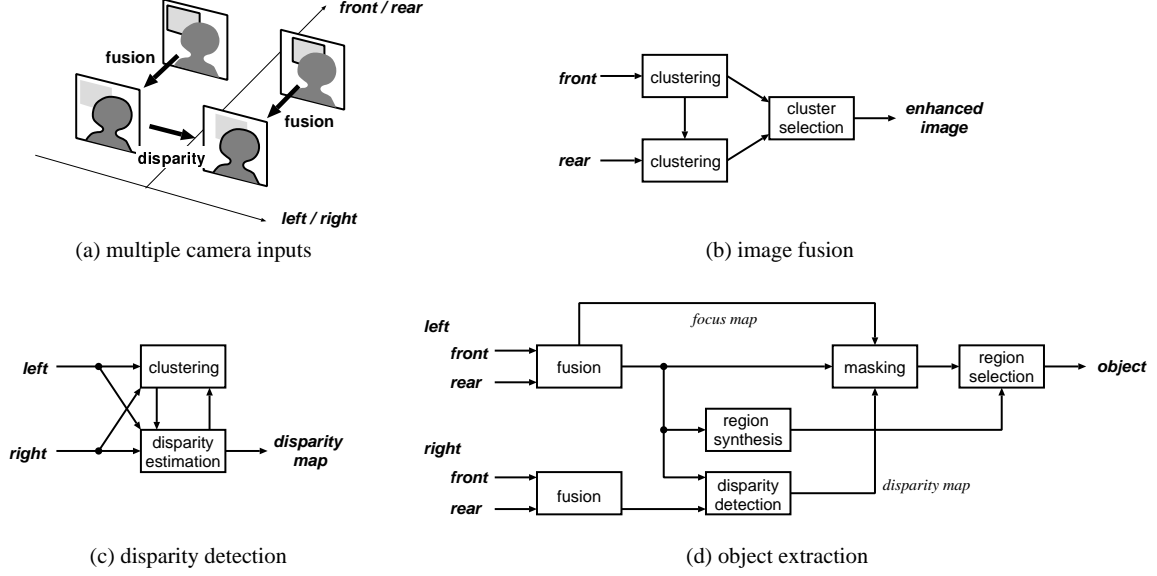 front / rear
fusion
fusion
disparity
left / right
(a) multiple camera inputs
front
clustering
cluster
selection
enhanced
image
rear
clustering
(b) image fusion
left
clustering
right
disparity
estimation
disparity
map
(c) disparity detection
focus map
left
front
rear
fusion
masking
region
selection
object
region
synthesis
right
front
rear
fusion
disparity
detection
disparity map
(d) object extraction